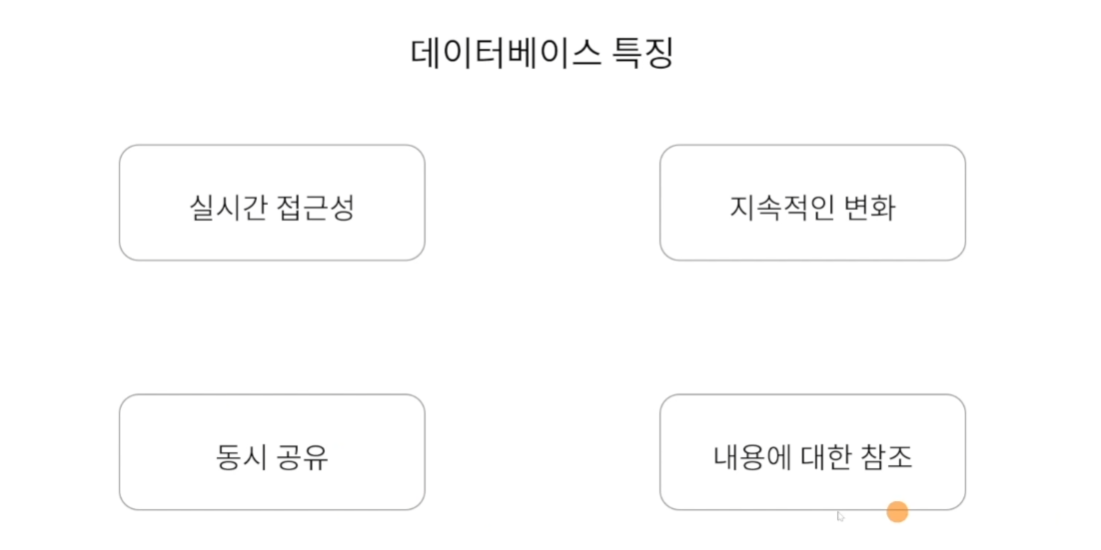 데이터베이스 특징
실시간 접근성
지속적인 변화
동시 공유
내용에 대한 참조